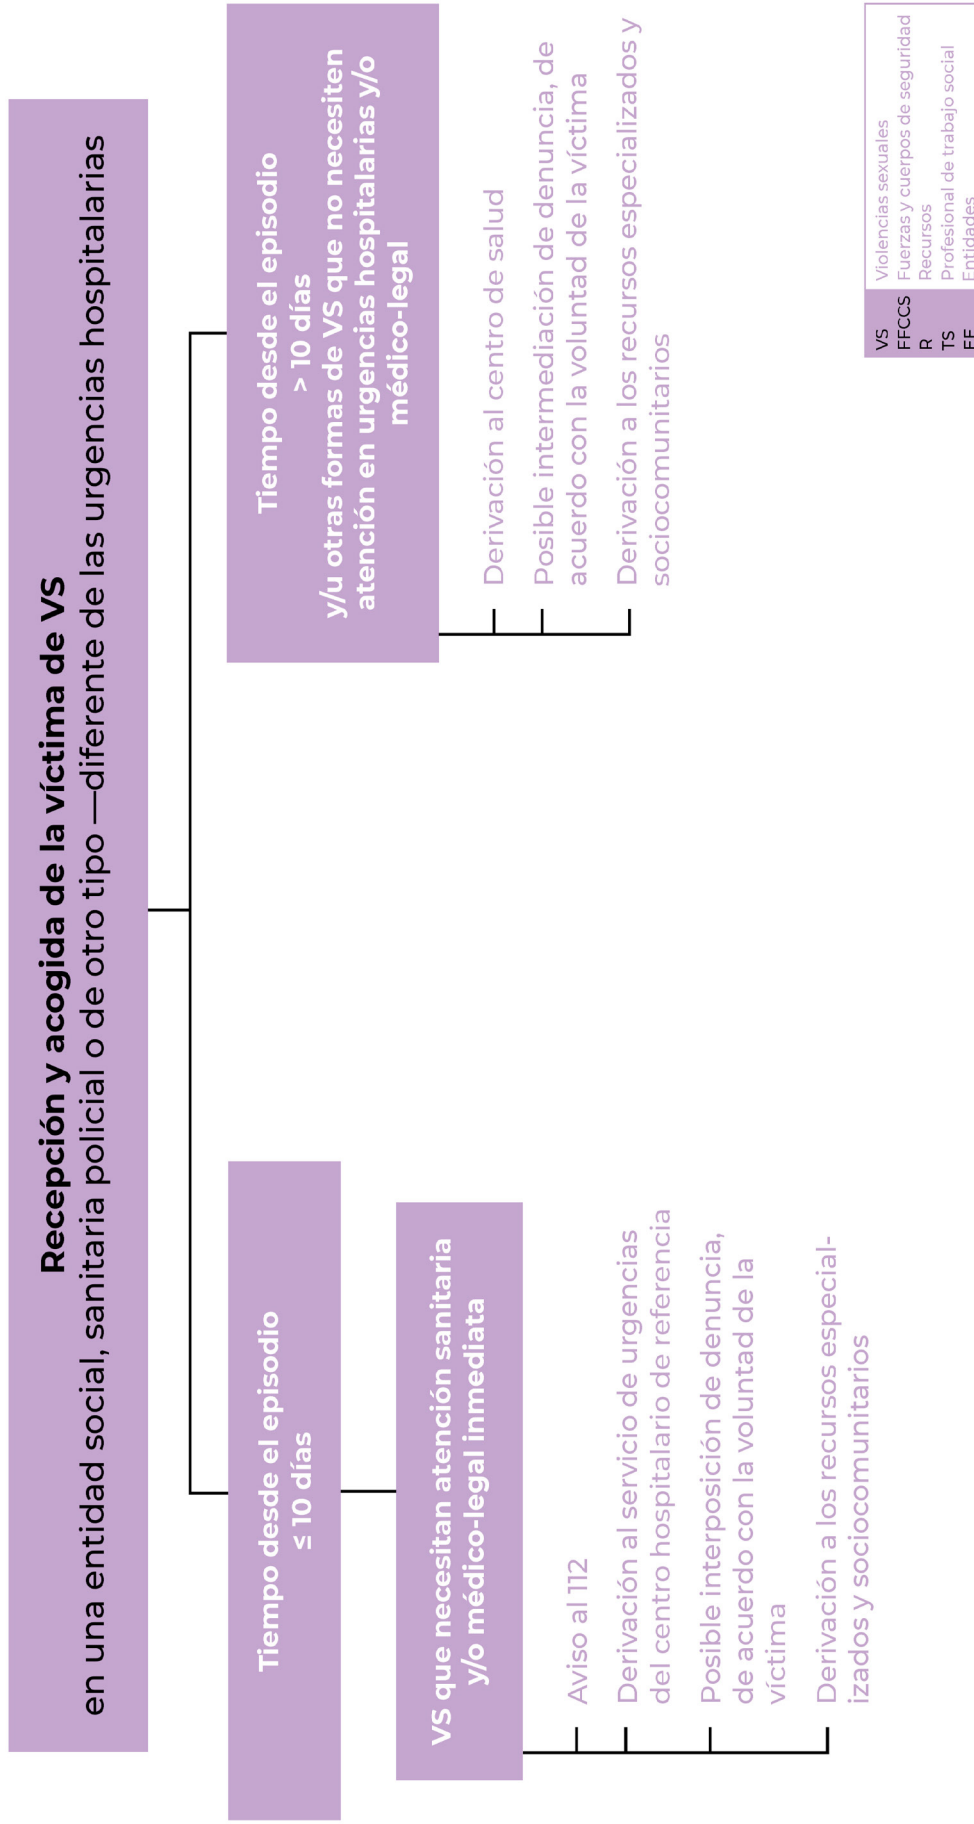 Recepción y acogida de la víctima de VS
en una entidad social, sanitaria policial o de otro tipo —diferente de las urgencias hospitalarias
Tiempo desde el episodio
≤ 10 días
VS que necesitan atención sanitaria
y/o médico-legal inmediata
Aviso al 112
Derivación al servicio de urgencias
del centro hospitalario de referencia
Posible interposición de denuncia,
de acuerdo con la voluntad de la
víctima
Derivación a los recursos especial-
izados y sociocomunitarios
Tiempo desde el episodio
> 10 días
y/u otras formas de VS que no necesiten
atención en urgencias hospitalarias y/o
médico-legal
Derivación al centro de salud
Posible intermediación de denuncia, de
acuerdo con la voluntad de la víctima
Derivación a los recursos especializados y
sociocomunitarios
VS Violencias sexuales
FFCCS Fuerzas y cuerpos de seguridad
R Recursos
TS Profesional de trabajo social
EE Entidades